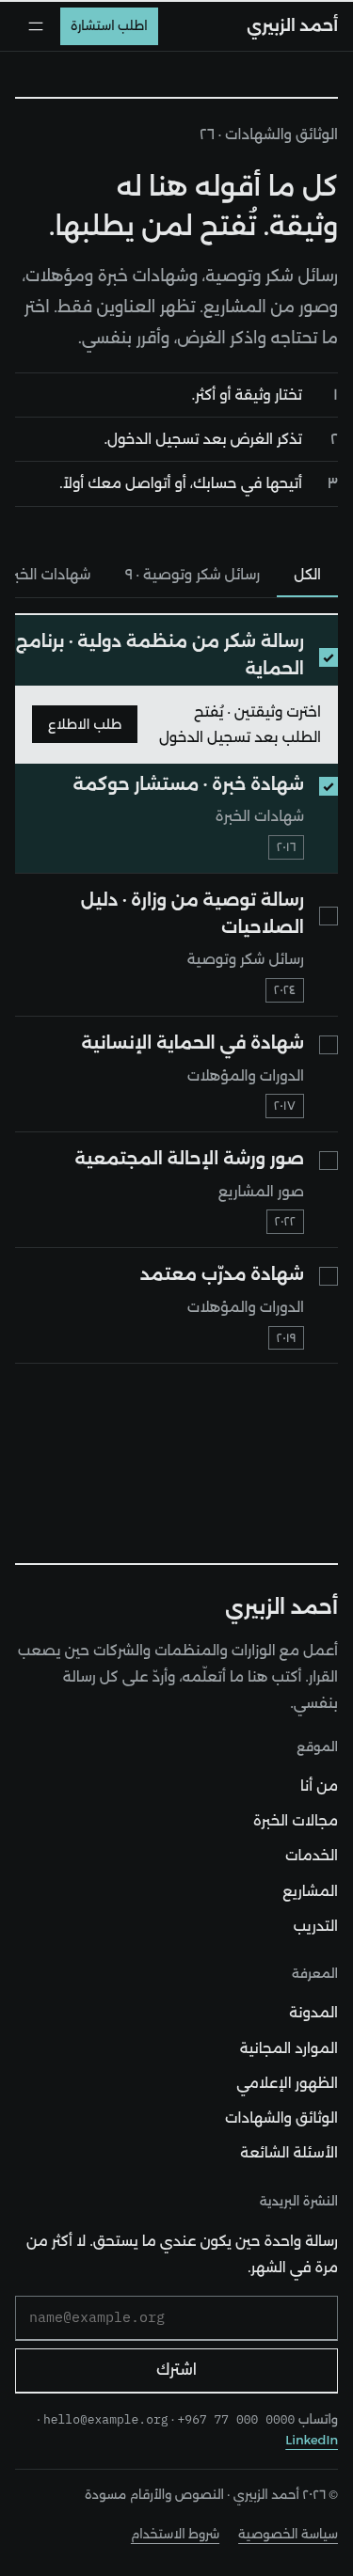 أحمد الزبيري
اطلب استشارة
الوثائق والشهادات · ٢٦
كل ما أقوله هنا له
وثيقة. تُفتح لمن يطلبها.
رسائل شكر وتوصية، وشهادات خبرة ومؤهلات،
وصور من المشاريع. تظهر العناوين فقط. اختر
ما تحتاجه واذكر الغرض، وأقرر بنفسي.
١ تختار وثيقة أو أكثر.
٢ تذكر الغرض بعد تسجيل الدخول.
٣ أتيحها في حسابك، أو أتواصل معك أولاً.
الكل رسائل شكر وتوصية · ٩ شهادات الخبر
رسالة شكر من منظمة دولية · برنامج
الحماية
اخترت وثيقتين · يُفتح
الطلب بعد تسجيل الدخول
طلب الاطلاع
شهادة خبرة · مستشار حوكمة
شهادات الخبرة
٢٠١٦
رسالة توصية من وزارة · دليل
الصلاحيات
رسائل شكر وتوصية
٢٠٢٤
شهادة في الحماية الإنسانية
الدورات والمؤهلات
٢٠١٧
صور ورشة الإحالة المجتمعية
صور المشاريع
٢٠٢٢
شهادة مدرّب معتمد
الدورات والمؤهلات
٢٠١٩
أحمد الزبيري
أعمل مع الوزارات والمنظمات والشركات حين يصعب
القرار. أكتب هنا ما أتعلّمه، وأردّ على كل رسالة
بنفسي.
الموقع
من أنا
مجالات الخبرة
الخدمات
المشاريع
التدريب
المعرفة
المدونة
الموارد المجانية
الظهور الإعلامي
الوثائق والشهادات
الأسئلة الشائعة
النشرة البريدية
رسالة واحدة حين يكون عندي ما يستحق. لا أكثر من
مرة في الشهر.
name@example.org
اشترك
واتساب ‎+967 77 000 0000 · hello@example.org ·
LinkedIn
© ٢٠٢٦ أحمد الزبيري · النصوص والأرقام مسودة
سياسة الخصوصية شروط الاستخدام